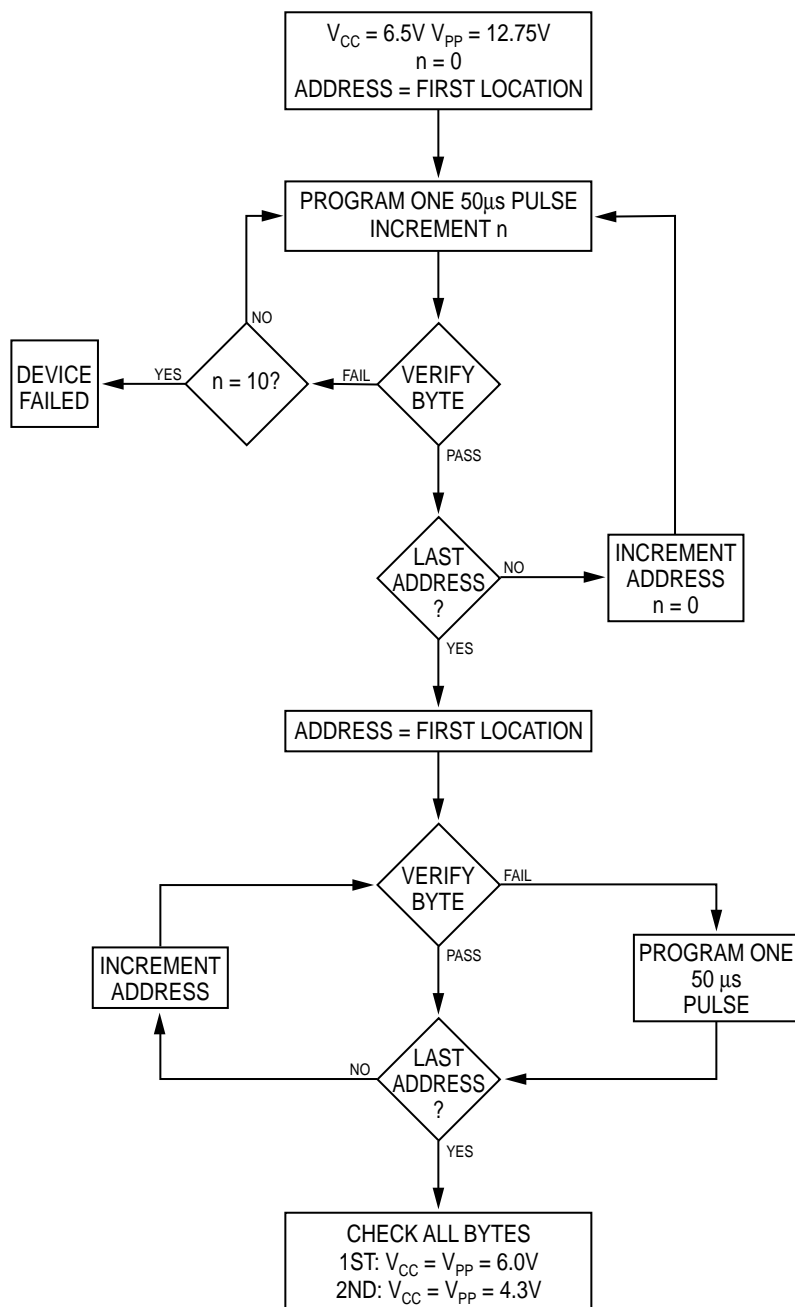 V_CC = 6.5V V_PP = 12.75V
n = 0
ADDRESS = FIRST LOCATION
PROGRAM ONE 50μs PULSE
INCREMENT n
NO
DEVICE
FAILED
YES
n = 10?
FAIL
VERIFY
BYTE
PASS
LAST
ADDRESS
?
NO
INCREMENT
ADDRESS
n = 0
YES
ADDRESS = FIRST LOCATION
VERIFY
BYTE
FAIL
PASS
INCREMENT
ADDRESS
PROGRAM ONE
50 μs
PULSE
NO
LAST
ADDRESS
?
YES
CHECK ALL BYTES
1ST: V_CC = V_PP = 6.0V
2ND: V_CC = V_PP = 4.3V